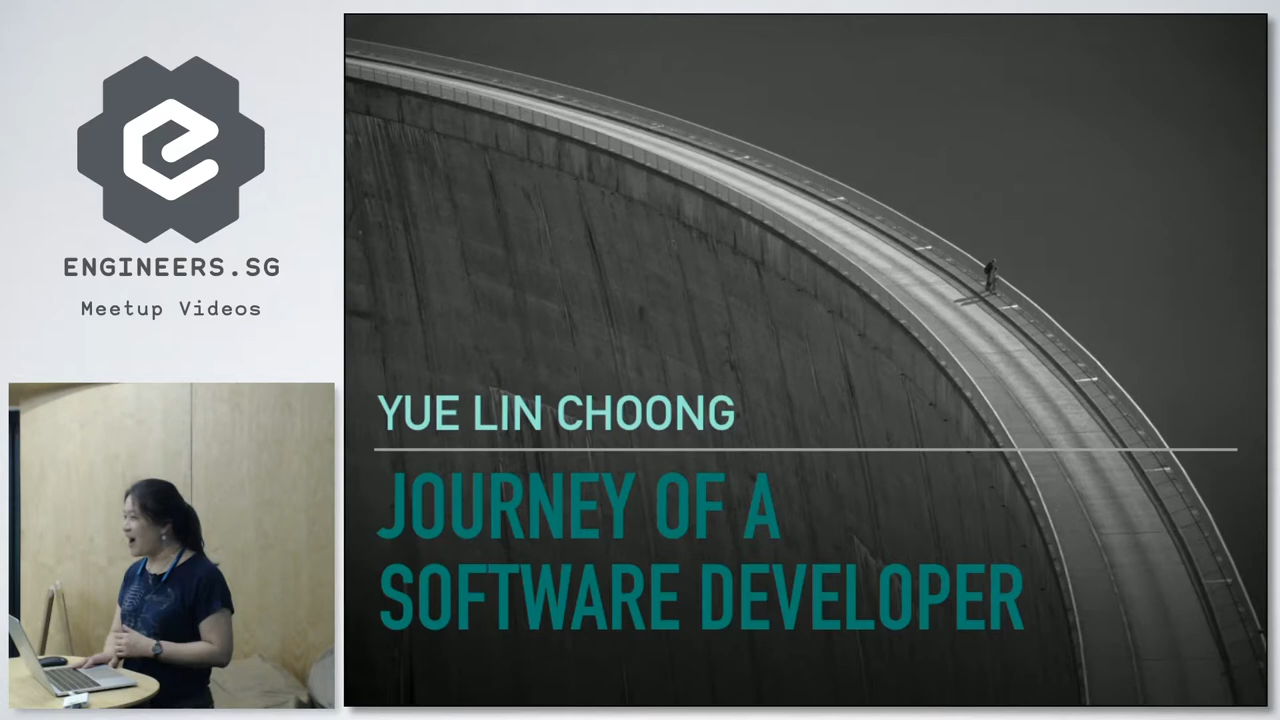 ENGINEERS.SG
Meetup Videos
YUE LIN CHOONG
JOURNEY OF A
SOFTWARE DEVELOPER